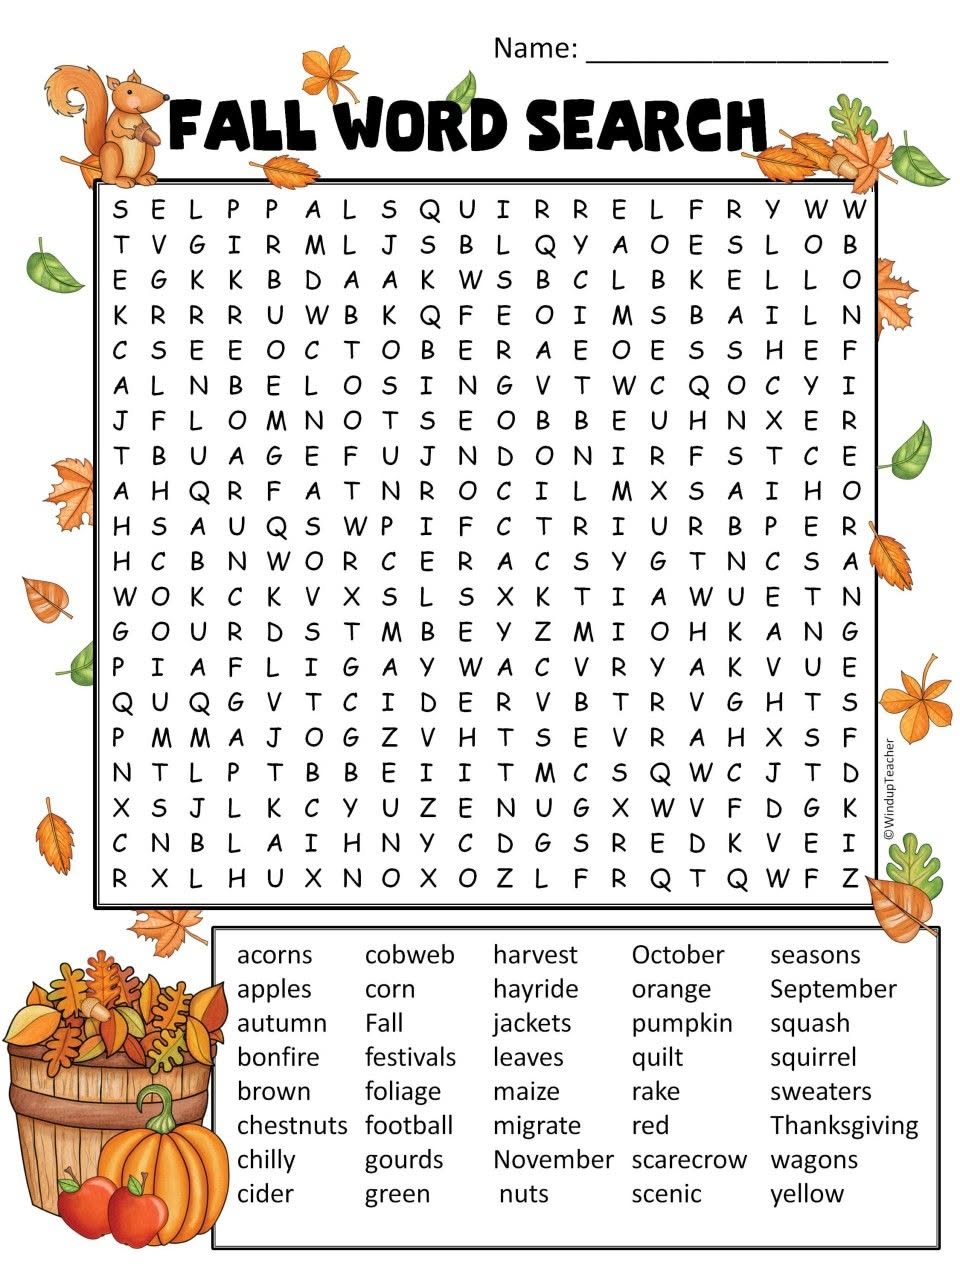 Name: ____________________
FALL WORD SEARCH
S E L P P A L S Q U I R R E L F R Y W W
T V G I R M L J S B L Q Y A O E S L O B
E G K K B D A A K W S B C L B K E L L O
K R R R U W B K Q F E O I M S B A I L N
C S E E O C T O B E R A E O E S S H E F
A L N B E L O S I N G V T W C Q O C Y I
J F L O M N O T S E O B B E U H N X E R
T B U A G E F U J N D O N I R F S T C E
A H Q R F A T N R O C I L M X S A I H O
H S A U Q S W P I F C T R I U R B P E R
H C B N W O R C E R A C S Y G T N C S A
W O K C K V X S L S X K T I A W U E T N
G O U R D S T M B E Y Z M I O H K A N G
P I A F L I G A Y W A C V R Y A K V U E
Q U Q G V T C I D E R V B T R V G H T S
P M M A J O G Z V H T S E V R A H X S F
N T L P T B B E I I T M C S Q W C J T D
X S J L K C Y U Z E N U G X W V F D G K
C N B L A I H N Y C D G S R E D K V E I
R X L H U X N O X O Z L F R Q T Q W F Z
©WindupTeacher
acorns cobweb harvest October seasons
apples corn hayride orange September
autumn Fall jackets pumpkin squash
bonfire festivals leaves quilt squirrel
brown foliage maize rake sweaters
chestnuts football migrate red Thanksgiving
chilly gourds November scarecrow wagons
cider green nuts scenic yellow